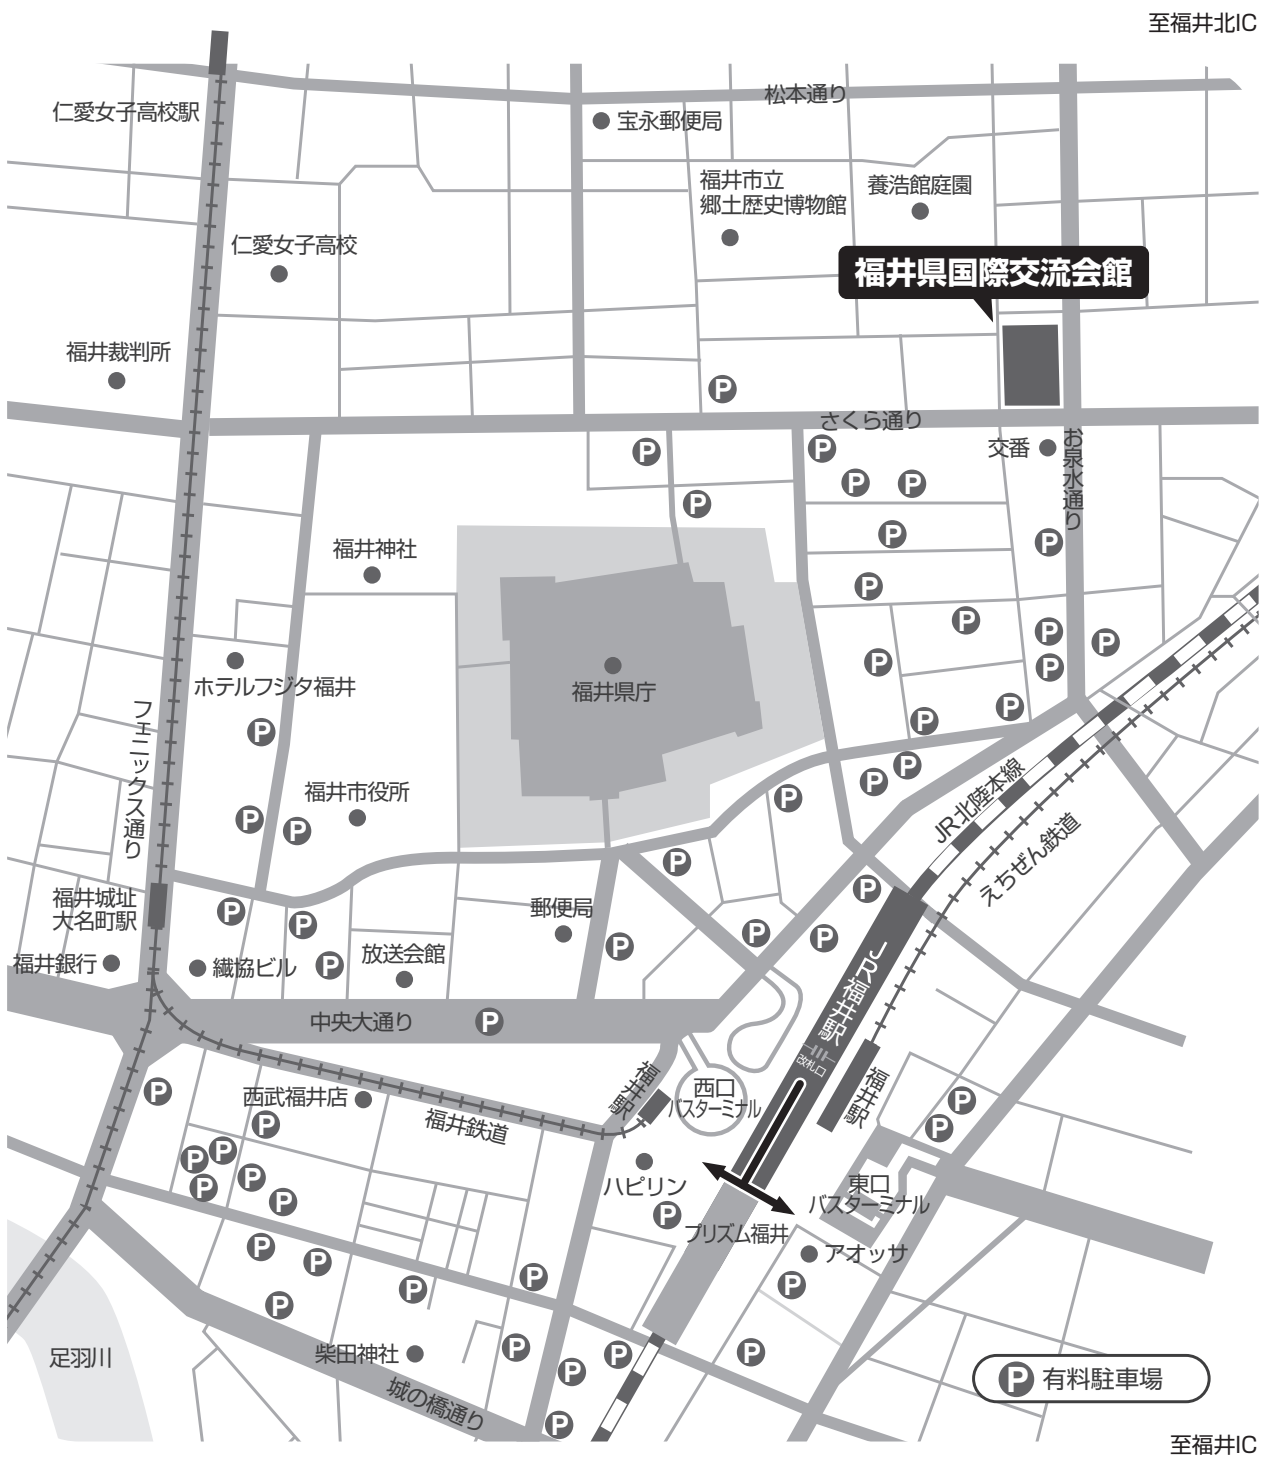 至福井北IC
松本通り
仁愛女子高校駅
宝永郵便局
福井市立
郷土歴史博物館
養浩館庭園
仁愛女子高校
福井県国際交流会館
福井裁判所
P
さくら通り
P
P
交番
お泉水通り
P
P
P
P
P
福井神社
P
P
P
P
P
P
P
福井県庁
ホテルフジタ福井
フェニックス通り
P
P
P
P
P
P
福井市役所
P
P
JR北陸本線
えちぜん鉄道
P
P
福井城址
大名町駅
P
P
郵便局
P
P
P
福井銀行
繊協ビル
P
放送会館
JR福井駅
改札口
中央大通り
P
福井駅
西口
バスターミナル
福井駅
P
西武福井店
P
福井鉄道
P
P
P
P
P
P
P
ハピリン
P
東口
バスターミナル
プリズム福井
アオッサ
P
P
P
P
P
P
足羽川
柴田神社
P
P
P
P
城の橋通り
P
P 有料駐車場
至福井IC